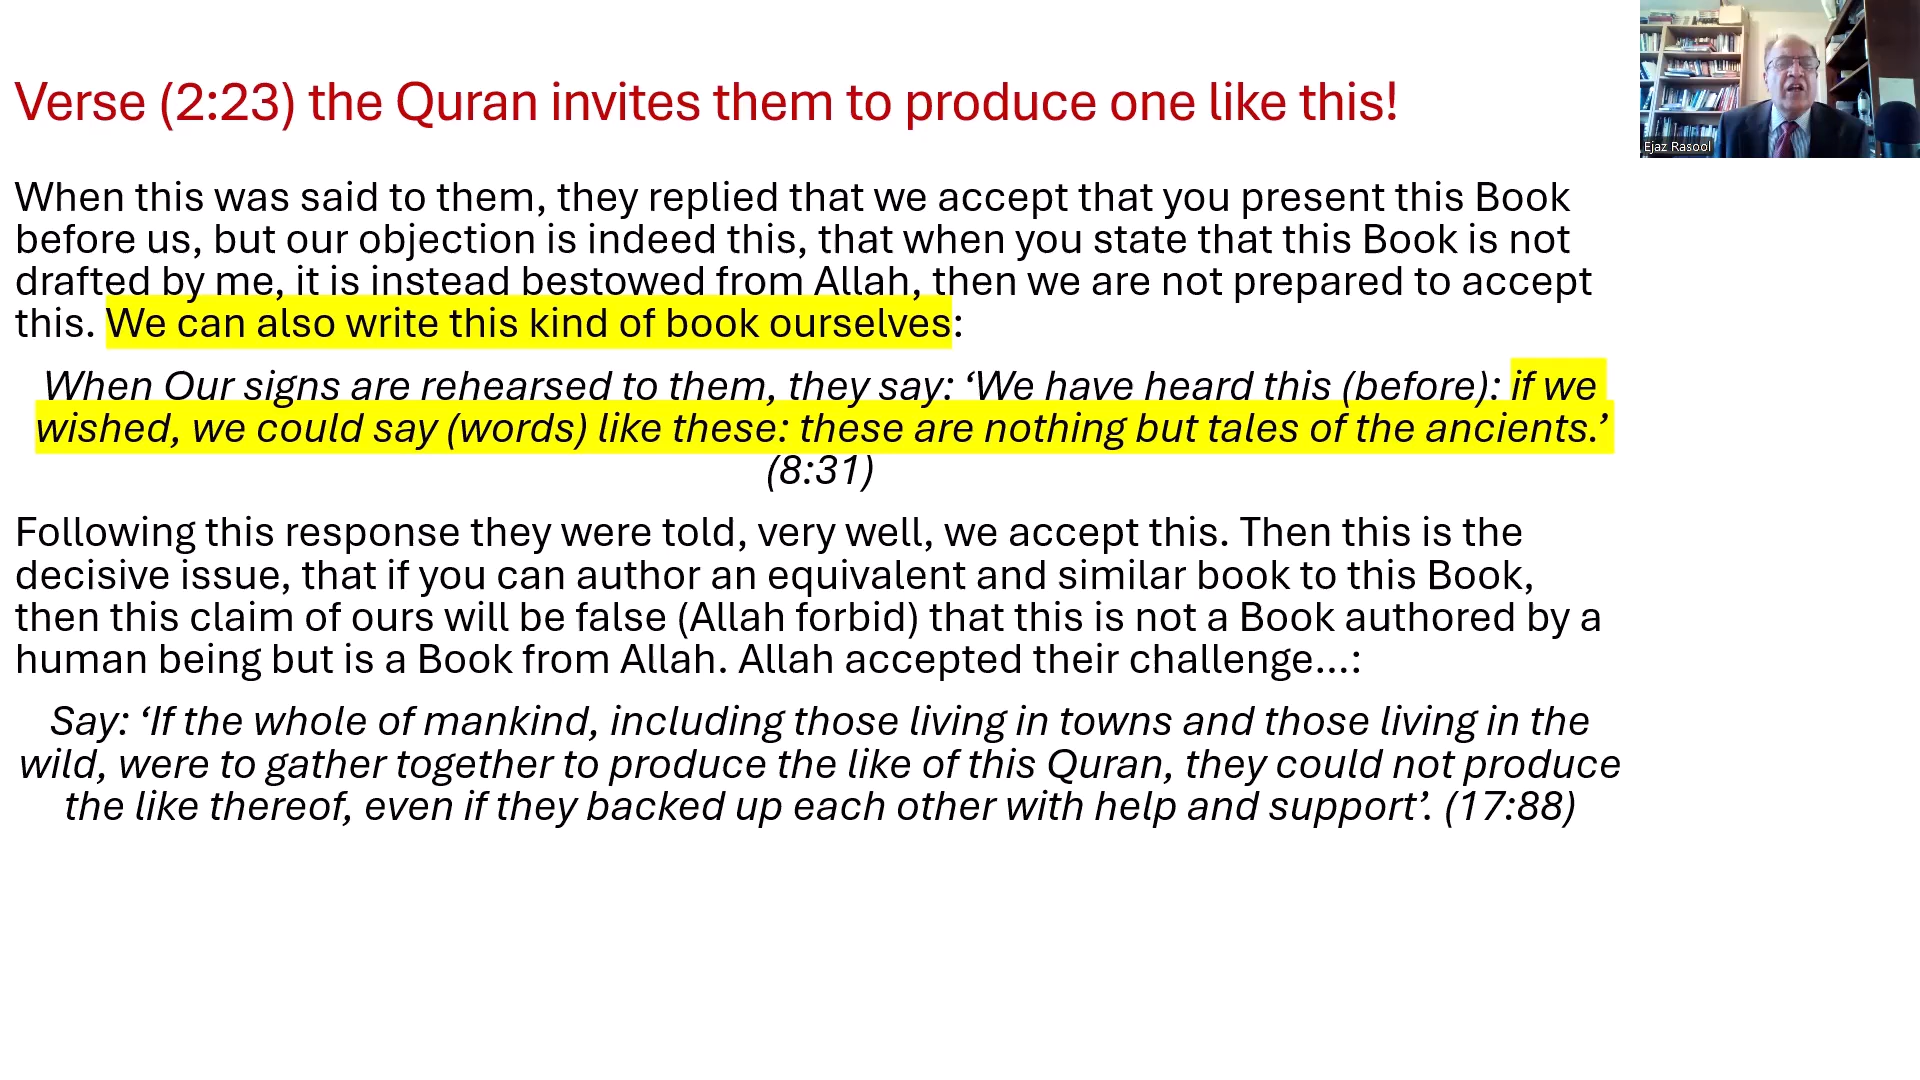 Verse (2:23) the Quran invites them to produce one like this!
Ejaz Rasool
When this was said to them, they replied that we accept that you present this Book
before us, but our objection is indeed this, that when you state that this Book is not
drafted by me, it is instead bestowed from Allah, then we are not prepared to accept
this. We can also write this kind of book ourselves:
When Our signs are rehearsed to them, they say: ‘We have heard this (before): if we
wished, we could say (words) like these: these are nothing but tales of the ancients.’
(8:31)
Following this response they were told, very well, we accept this. Then this is the
decisive issue, that if you can author an equivalent and similar book to this Book,
then this claim of ours will be false (Allah forbid) that this is not a Book authored by a
human being but is a Book from Allah. Allah accepted their challenge...:
Say: ‘If the whole of mankind, including those living in towns and those living in the
wild, were to gather together to produce the like of this Quran, they could not produce
the like thereof, even if they backed up each other with help and support’. (17:88)